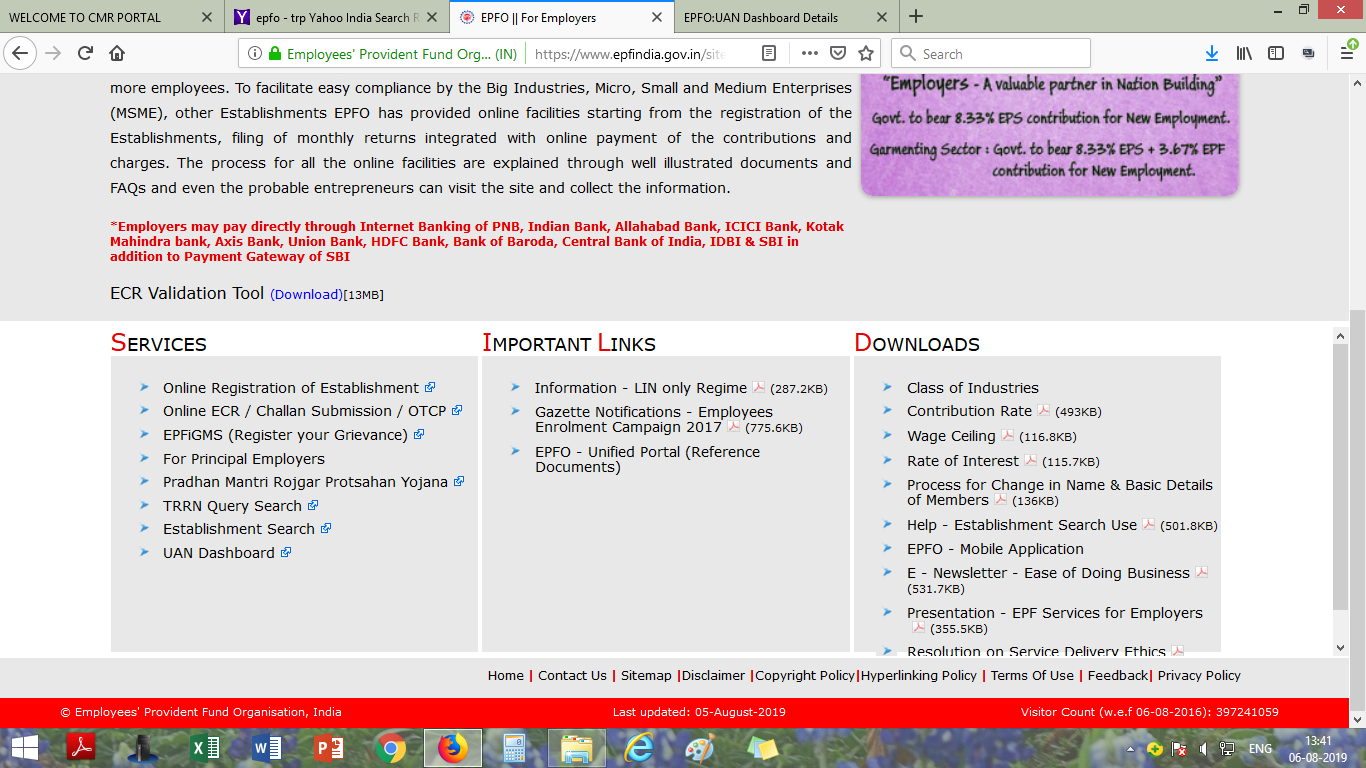 WELCOME TO CMR PORTAL
epfo - trp Yahoo India Search R
EPFO || For Employers
EPFO:UAN Dashboard Details
Employees' Provident Fund Org... (IN)
https://www.epfindia.gov.in/site
Search
more employees. To facilitate easy compliance by the Big Industries, Micro, Small and Medium Enterprises
(MSME), other Establishments EPFO has provided online facilities starting from the registration of the
Establishments, filing of monthly returns integrated with online payment of the contributions and
charges. The process for all the online facilities are explained through well illustrated documents and
FAQs and even the probable entrepreneurs can visit the site and collect the information.
"Employers - A valuable partner in Nation Building"
Govt. to bear 8.33% EPS contribution for New Employment.
Garmenting Sector : Govt. to bear 8.33% EPS + 3.67% EPF
contribution for New Employment.
*Employers may pay directly through Internet Banking of PNB, Indian Bank, Allahabad Bank, ICICI Bank, Kotak
Mahindra bank, Axis Bank, Union Bank, HDFC Bank, Bank of Baroda, Central Bank of India, IDBI & SBI in
addition to Payment Gateway of SBI
ECR Validation Tool (Download)[13MB]
SERVICES
Online Registration of Establishment
Online ECR / Challan Submission / OTCP
EPFiGMS (Register your Grievance)
For Principal Employers
Pradhan Mantri Rojgar Protsahan Yojana
TRRN Query Search
Establishment Search
UAN Dashboard
IMPORTANT LINKS
Information - LIN only Regime (287.2KB)
Gazette Notifications - Employees
Enrolment Campaign 2017 (775.6KB)
EPFO - Unified Portal (Reference
Documents)
DOWNLOADS
Class of Industries
Contribution Rate (493KB)
Wage Ceiling (116.8KB)
Rate of Interest (115.7KB)
Process for Change in Name & Basic Details
of Members (136KB)
Help - Establishment Search Use (501.8KB)
EPFO - Mobile Application
E - Newsletter - Ease of Doing Business
(531.7KB)
Presentation - EPF Services for Employers
(355.5KB)
Resolution on Service Delivery Ethics
Home | Contact Us | Sitemap |Disclaimer |Copyright Policy|Hyperlinking Policy | Terms Of Use | Feedback| Privacy Policy
© Employees' Provident Fund Organisation, India
Last updated: 05-August-2019
Visitor Count (w.e.f 06-08-2016): 397241059
ENG
13:41
06-08-2019